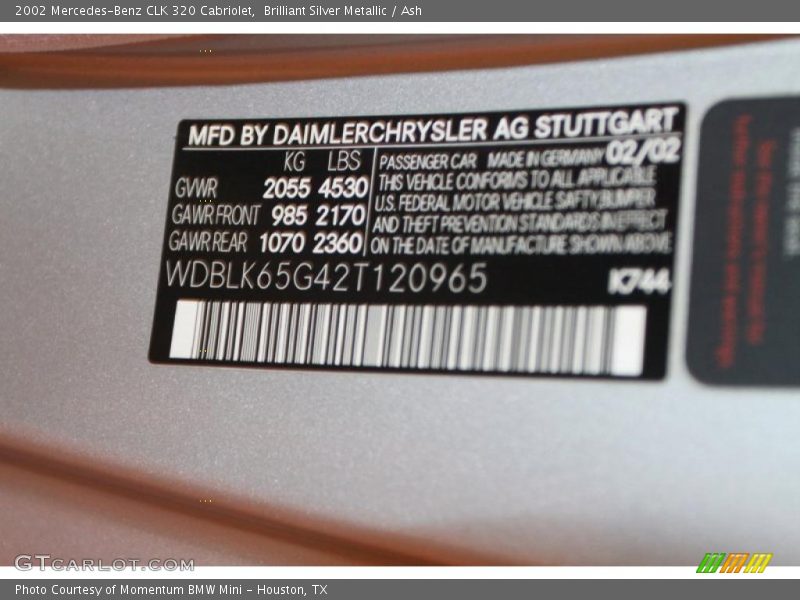 2002 Mercedes-Benz CLK 320 Cabriolet, Brilliant Silver Metallic / Ash
MFD BY DAIMLERCHRYSLER AG STUTTGART
KG LBS
GVWR 2055 4530
GAWR FRONT 985 2170
GAWR REAR 1070 2360
PASSENGER CAR MADE IN GERMANY 02/02
THIS VEHICLE CONFORMS TO ALL APPLICABLE
U.S. FEDERAL MOTOR VEHICLE SAFTY, BUMPER
AND THEFT PREVENTION STANDARDS IN EFFECT
ON THE DATE OF MANUFACTURE SHOWN ABOVE
WDBLK65G42T120965 K744
GTCARLOT.COM
Photo Courtesy of Momentum BMW Mini - Houston, TX